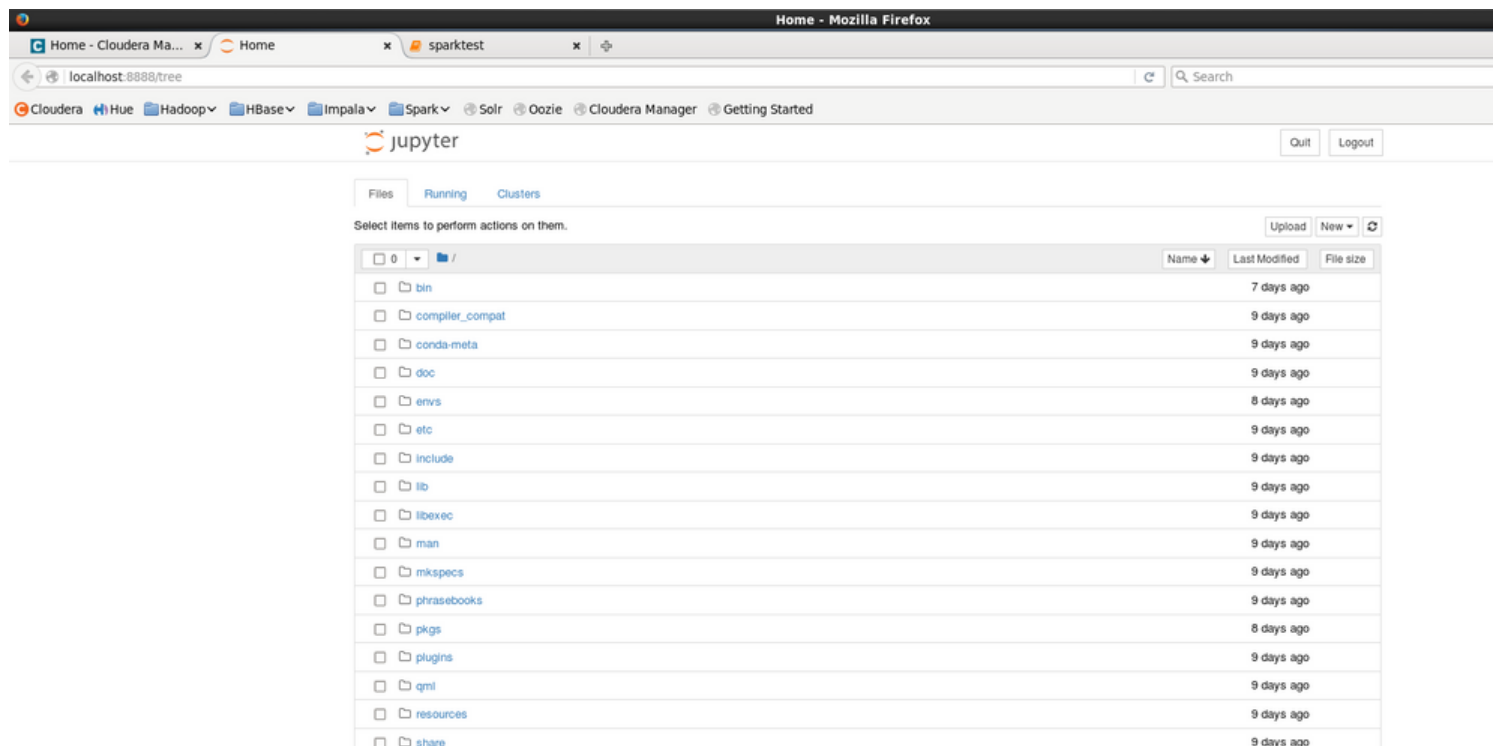 Home - Mozilla Firefox
Home - Cloudera Ma... Home sparktest
localhost:8888/tree Search
Cloudera Hue Hadoop HBase Impala Spark Solr Oozie Cloudera Manager Getting Started
jupyter Quit Logout
Files Running Clusters
Select items to perform actions on them. Upload New
0 / Name Last Modified File size
bin 7 days ago
compiler_compat 9 days ago
conda-meta 9 days ago
doc 9 days ago
envs 8 days ago
etc 9 days ago
include 9 days ago
lib 9 days ago
libexec 9 days ago
man 9 days ago
mkspecs 9 days ago
phrasebooks 9 days ago
pkgs 8 days ago
plugins 9 days ago
qml 9 days ago
resources 9 days ago
share 9 days ago